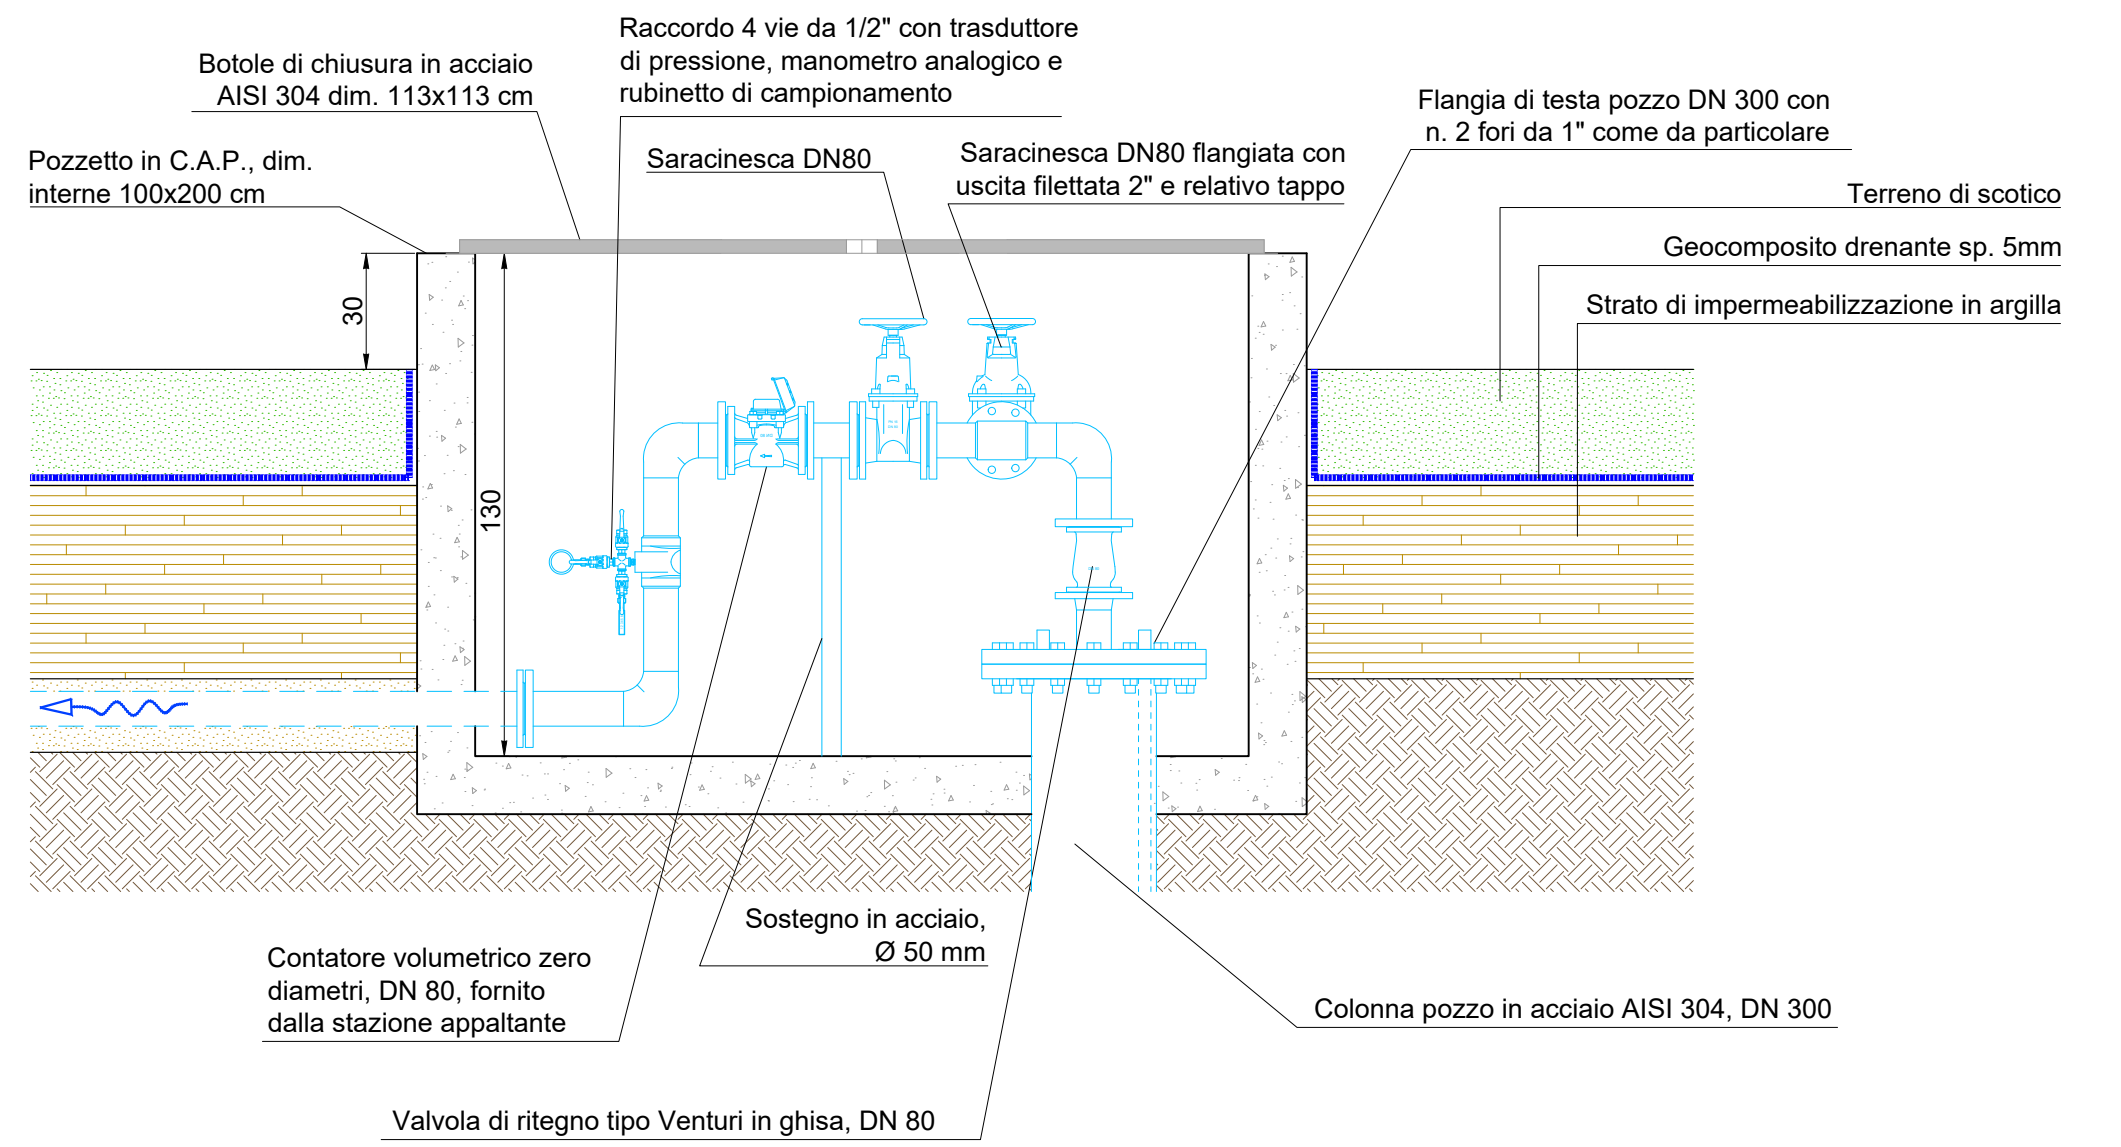 Raccordo 4 vie da 1/2" con trasduttore
di pressione, manometro analogico e
rubinetto di campionamento
Botole di chiusura in acciaio
AISI 304 dim. 113x113 cm
Flangia di testa pozzo DN 300 con
n. 2 fori da 1" come da particolare
Pozzetto in C.A.P., dim.
interne 100x200 cm
Saracinesca DN80
Saracinesca DN80 flangiata con
uscita filettata 2" e relativo tappo
Terreno di scotico
Geocomposito drenante sp. 5mm
Strato di impermeabilizzazione in argilla
30
130
Sostegno in acciaio,
Ø 50 mm
Contatore volumetrico zero
diametri, DN 80, fornito
dalla stazione appaltante
Colonna pozzo in acciaio AISI 304, DN 300
Valvola di ritegno tipo Venturi in ghisa, DN 80